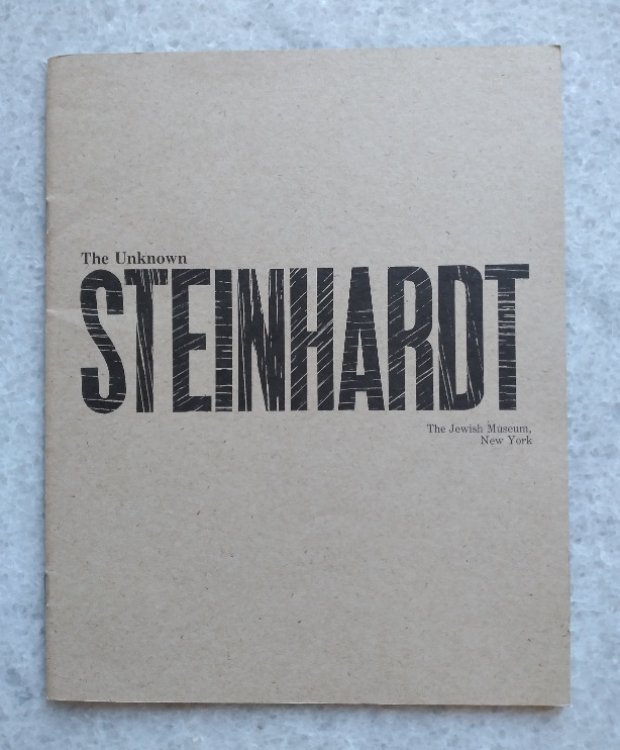 The Unknown
STEINHARDT
The Jewish Museum,
New York